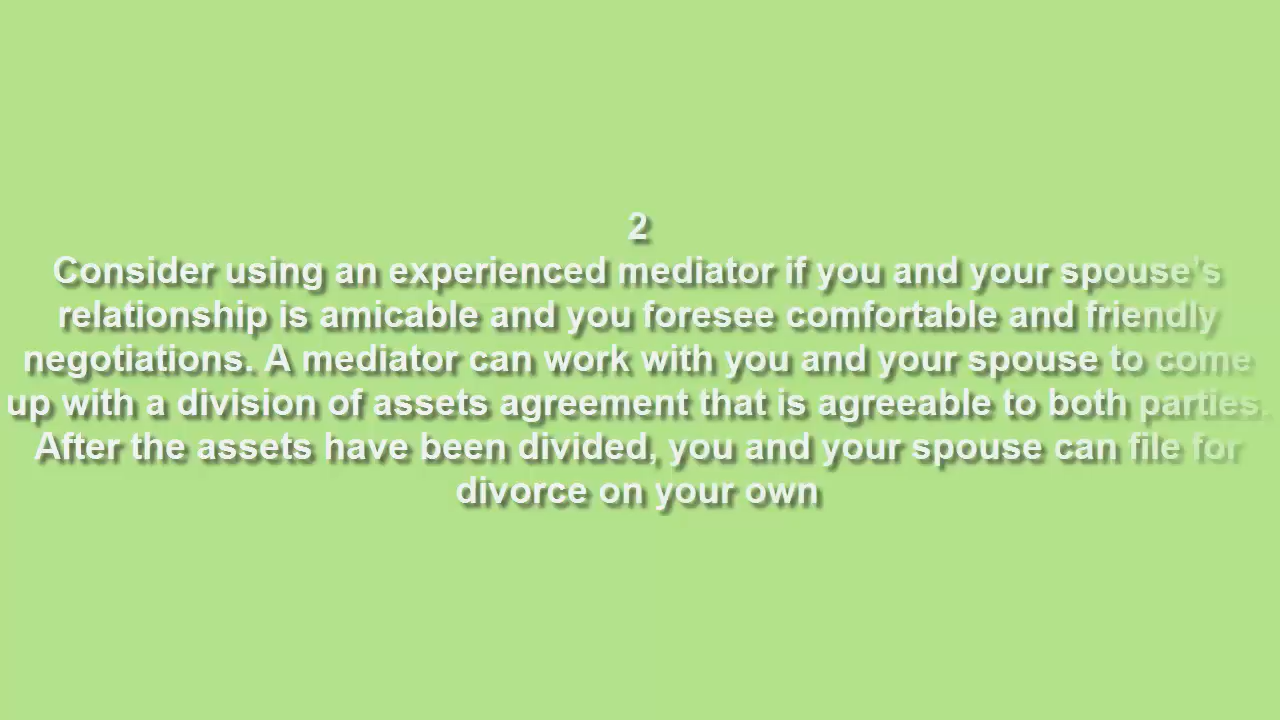 2
Consider using an experienced mediator if you and your spouse's
relationship is amicable and you foresee comfortable and friendly
negotiations. A mediator can work with you and your spouse to come
up with a division of assets agreement that is agreeable to both parties.
After the assets have been divided, you and your spouse can file for
divorce on your own